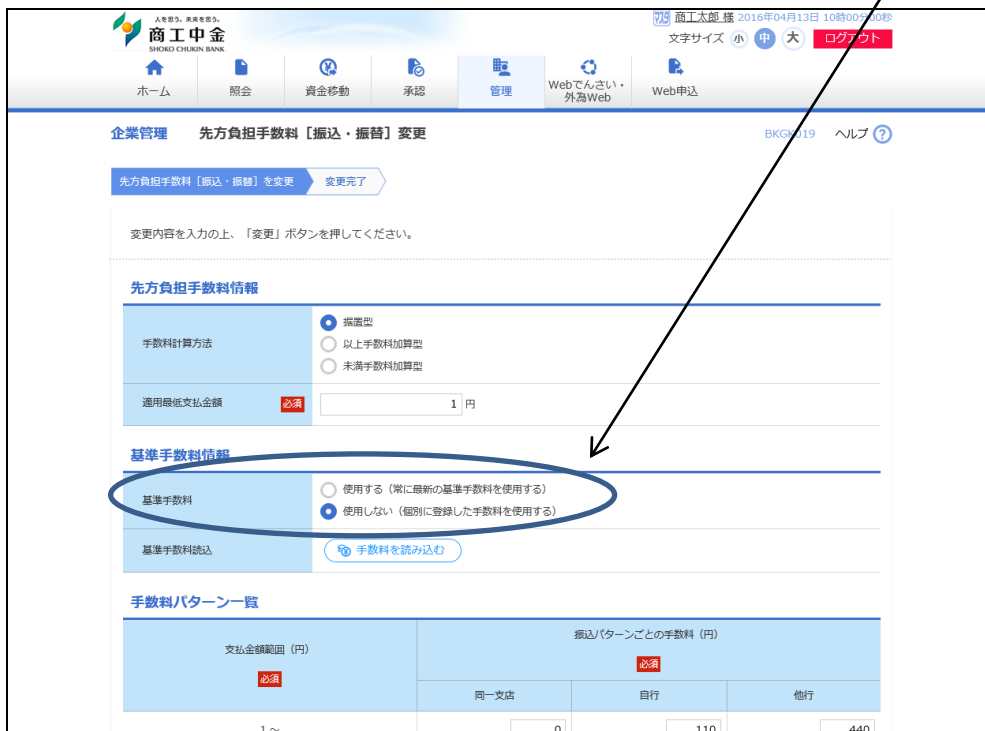 人を思う。未来を思う。
商工中金
SHOKO CHUKIN BANK
商工太郎 様 2016年04月13日 10時00分00秒
文字サイズ 小 中 大 ログアウト
ホーム 照会 資金移動 承認 管理 Webでんさい・外為Web Web申込
企業管理 先方負担手数料［振込・振替］変更 BKGK019 ヘルプ ?
先方負担手数料［振込・振替］を変更 変更完了
変更内容を入力の上、「変更」ボタンを押してください。
先方負担手数料情報
手数料計算方法
据置型
以上手数料加算型
未満手数料加算型
適用最低支払金額 必須 1 円
基準手数料情報
基準手数料
使用する（常に最新の基準手数料を使用する）
使用しない（個別に登録した手数料を使用する）
基準手数料読込 手数料を読み込む
手数料パターン一覧
支払金額範囲（円）
必須
振込パターンごとの手数料（円）
必須
同一支店 自行 他行
1 ～ 0 110 440